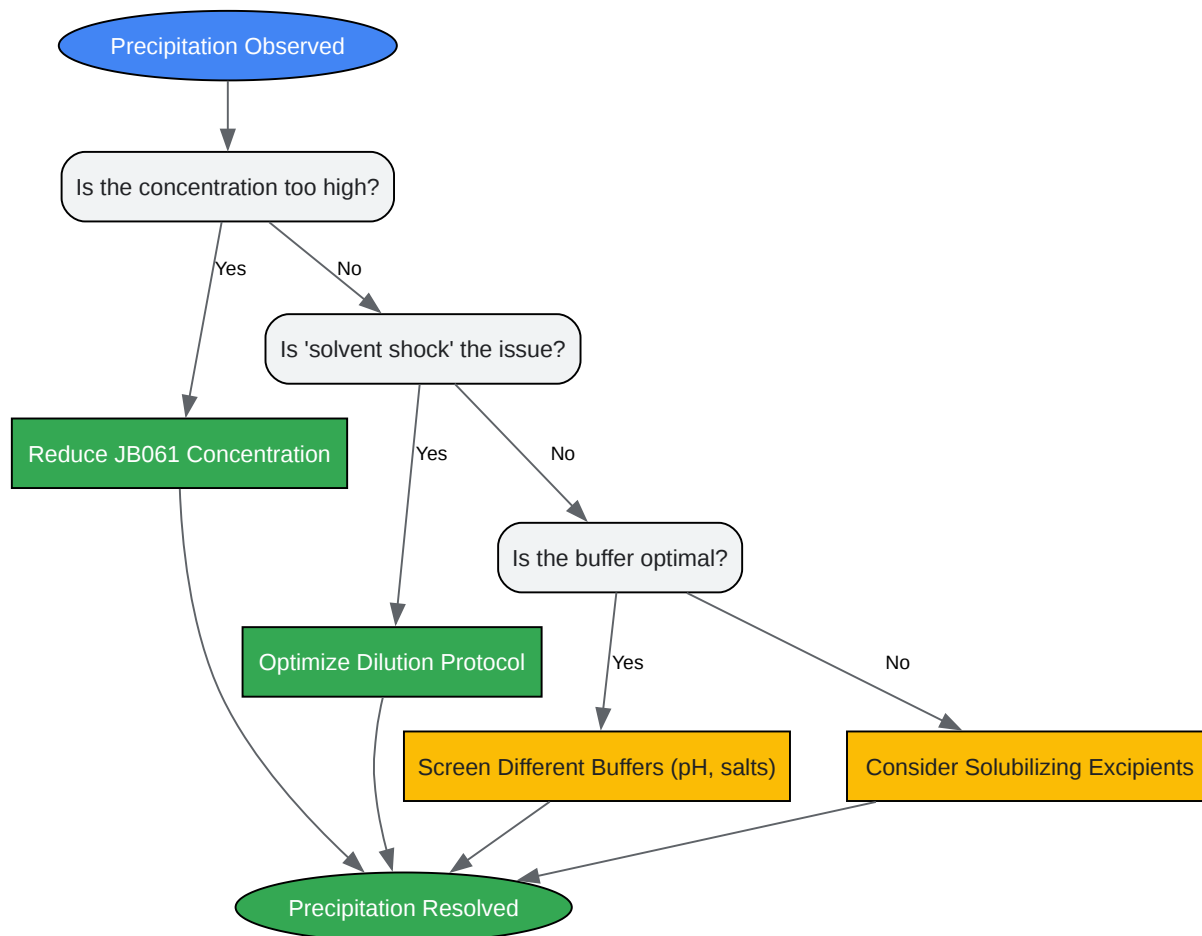 Precipitation Observed
Is the concentration too high?
Yes
No
Is 'solvent shock' the issue?
Reduce JB061 Concentration
Yes
No
Is the buffer optimal?
Optimize Dilution Protocol
Yes
No
Screen Different Buffers (pH, salts)
Consider Solubilizing Excipients
Precipitation Resolved